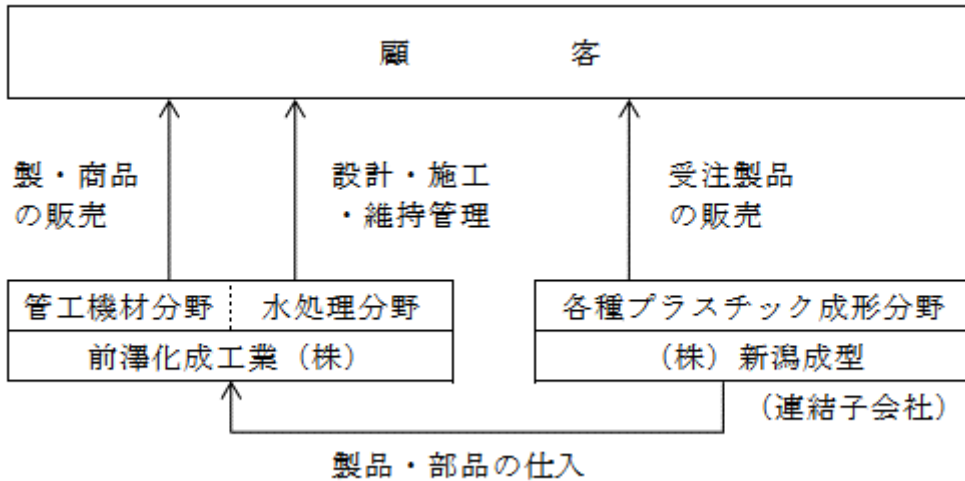 顧客
製・商品
の販売
設計・施工
・維持管理
受注製品
の販売
管工機材分野
水処理分野
各種プラスチック成形分野
前澤化成工業（株）
（株）新潟成型
（連結子会社）
製品・部品の仕入